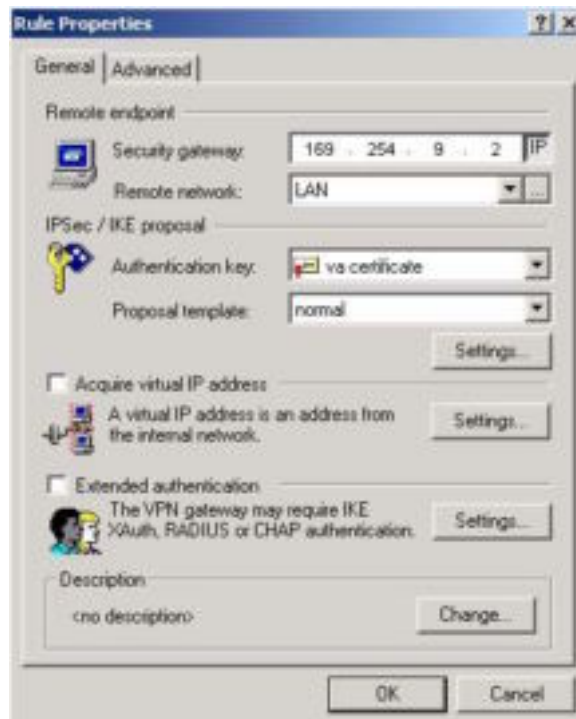 Rule Properties
General Advanced
Remote endpoint
Security gateway: 169 . 254 . 9 . 2 IP
Remote network: LAN ...
IPSec / IKE proposal
Authentication key: va certificate
Proposal template: normal
Settings...
Acquire virtual IP address
A virtual IP address is an address from
the internal network.
Settings...
Extended authentication
The VPN gateway may require IKE
XAuth, RADIUS or CHAP authentication.
Settings...
Description
<no description>
Change...
OK Cancel